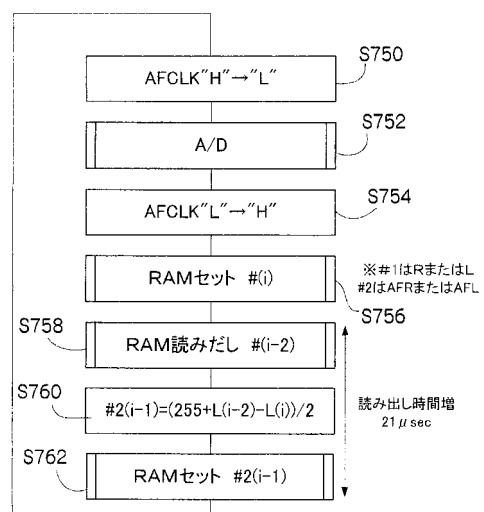 S750
AFCLK"H"→"L"
S752
A/D
S754
AFCLK"L"→"H"
RAMセット #(i)
※#1はRまたはL
#2はAFRまたはAFL
S756
S758
RAM読みだし #(i-2)
S760
#2(i-1)=(255+L(i-2)-L(i))/2
読み出し時間増
21μsec
S762
RAMセット #2(i-1)